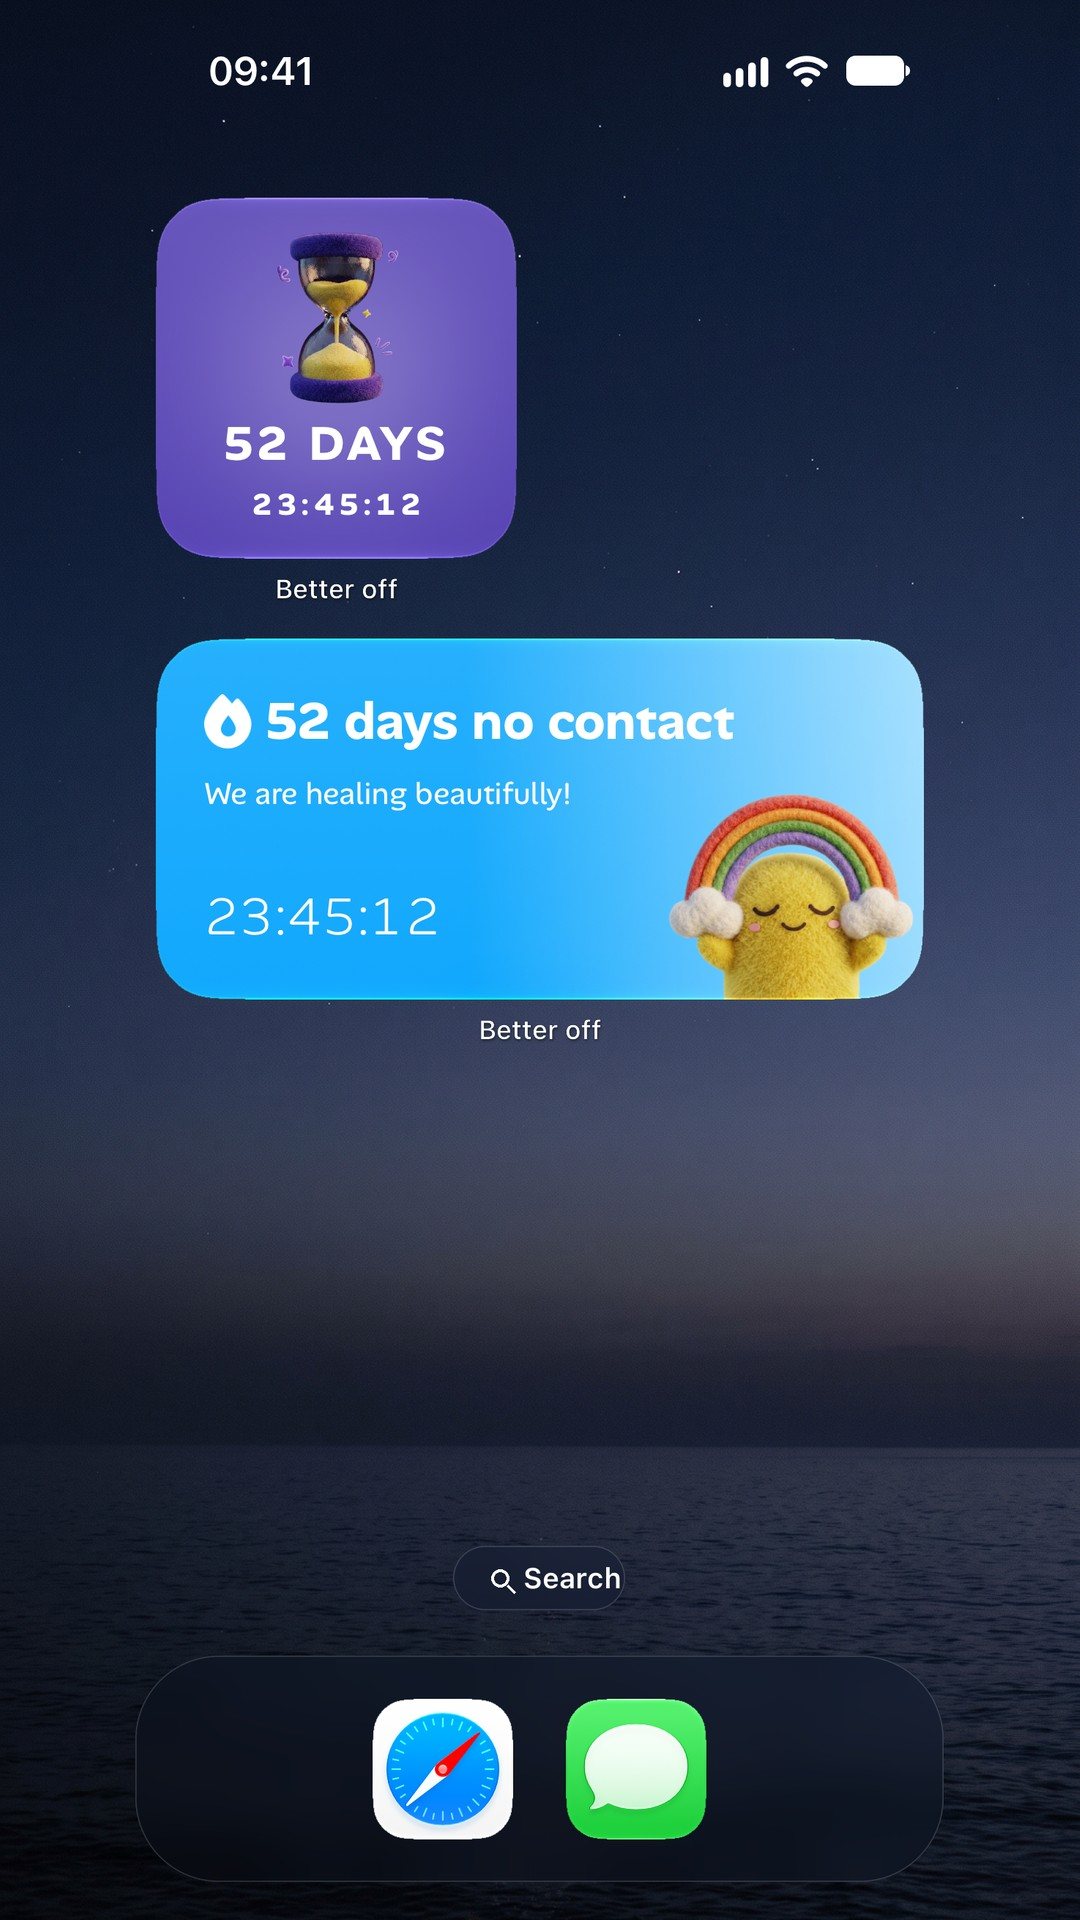 09:41
52 DAYS
23:45:12
Better off
52 days no contact
We are healing beautifully!
23:45:12
Better off
Search